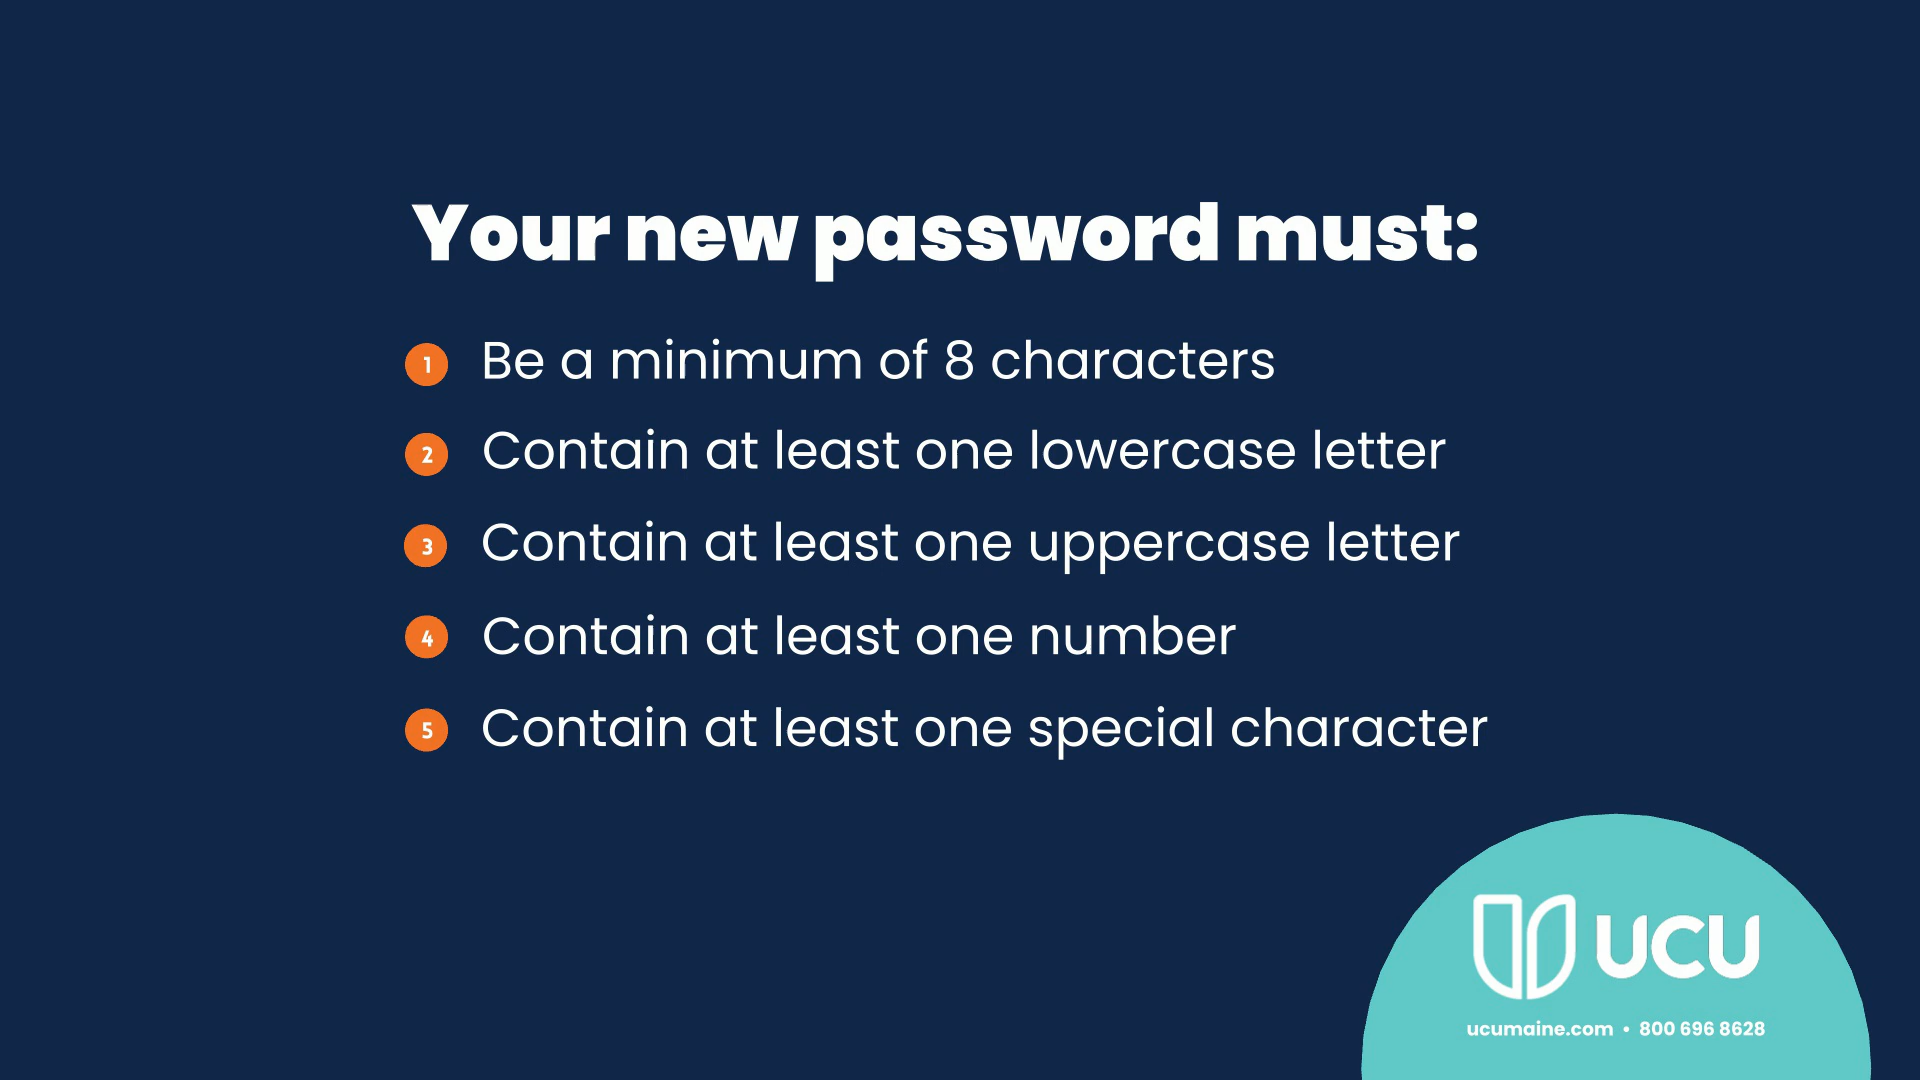 Your new password must:
1 Be a minimum of 8 characters
2 Contain at least one lowercase letter
3 Contain at least one uppercase letter
4 Contain at least one number
5 Contain at least one special character
UCU
ucumaine.com • 800 696 8628